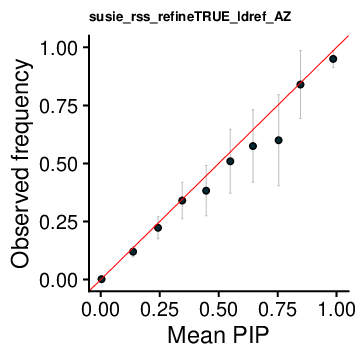 susie_rss_refineTRUE_ldref_AZ
1.00
0.75
0.50
0.25
0.00
Observed frequency
0.00 0.25 0.50 0.75 1.00
Mean PIP